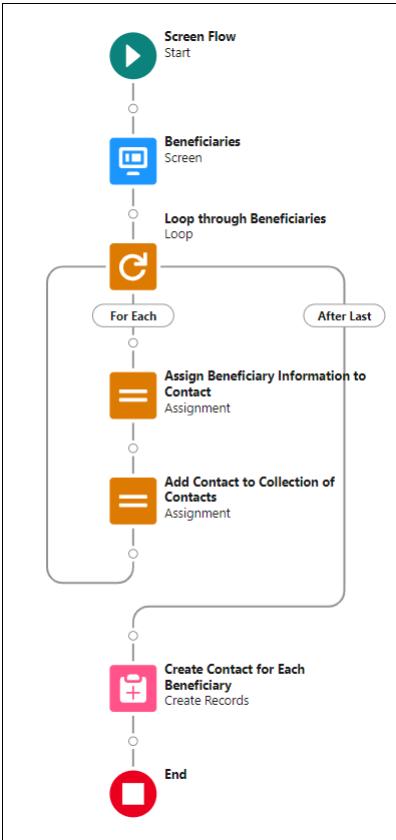 Screen Flow
Start
Beneficiaries
Screen
Loop through Beneficiaries
Loop
For Each
After Last
Assign Beneficiary Information to
Contact
Assignment
Add Contact to Collection of
Contacts
Assignment
Create Contact for Each
Beneficiary
Create Records
End